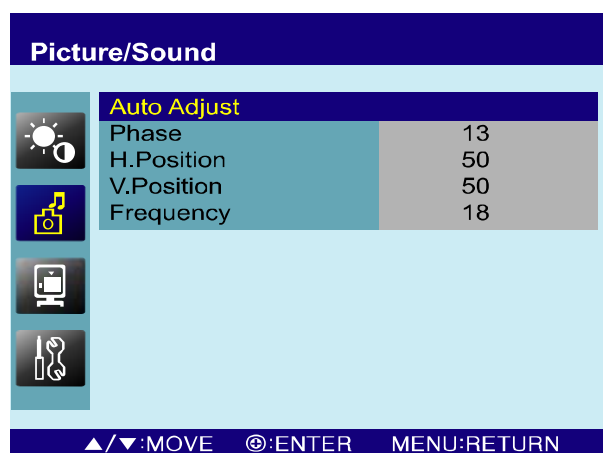 Picture/Sound
Auto Adjust
Phase 13
H.Position 50
V.Position 50
Frequency 18
▲/▼:MOVE ⊕:ENTER MENU:RETURN